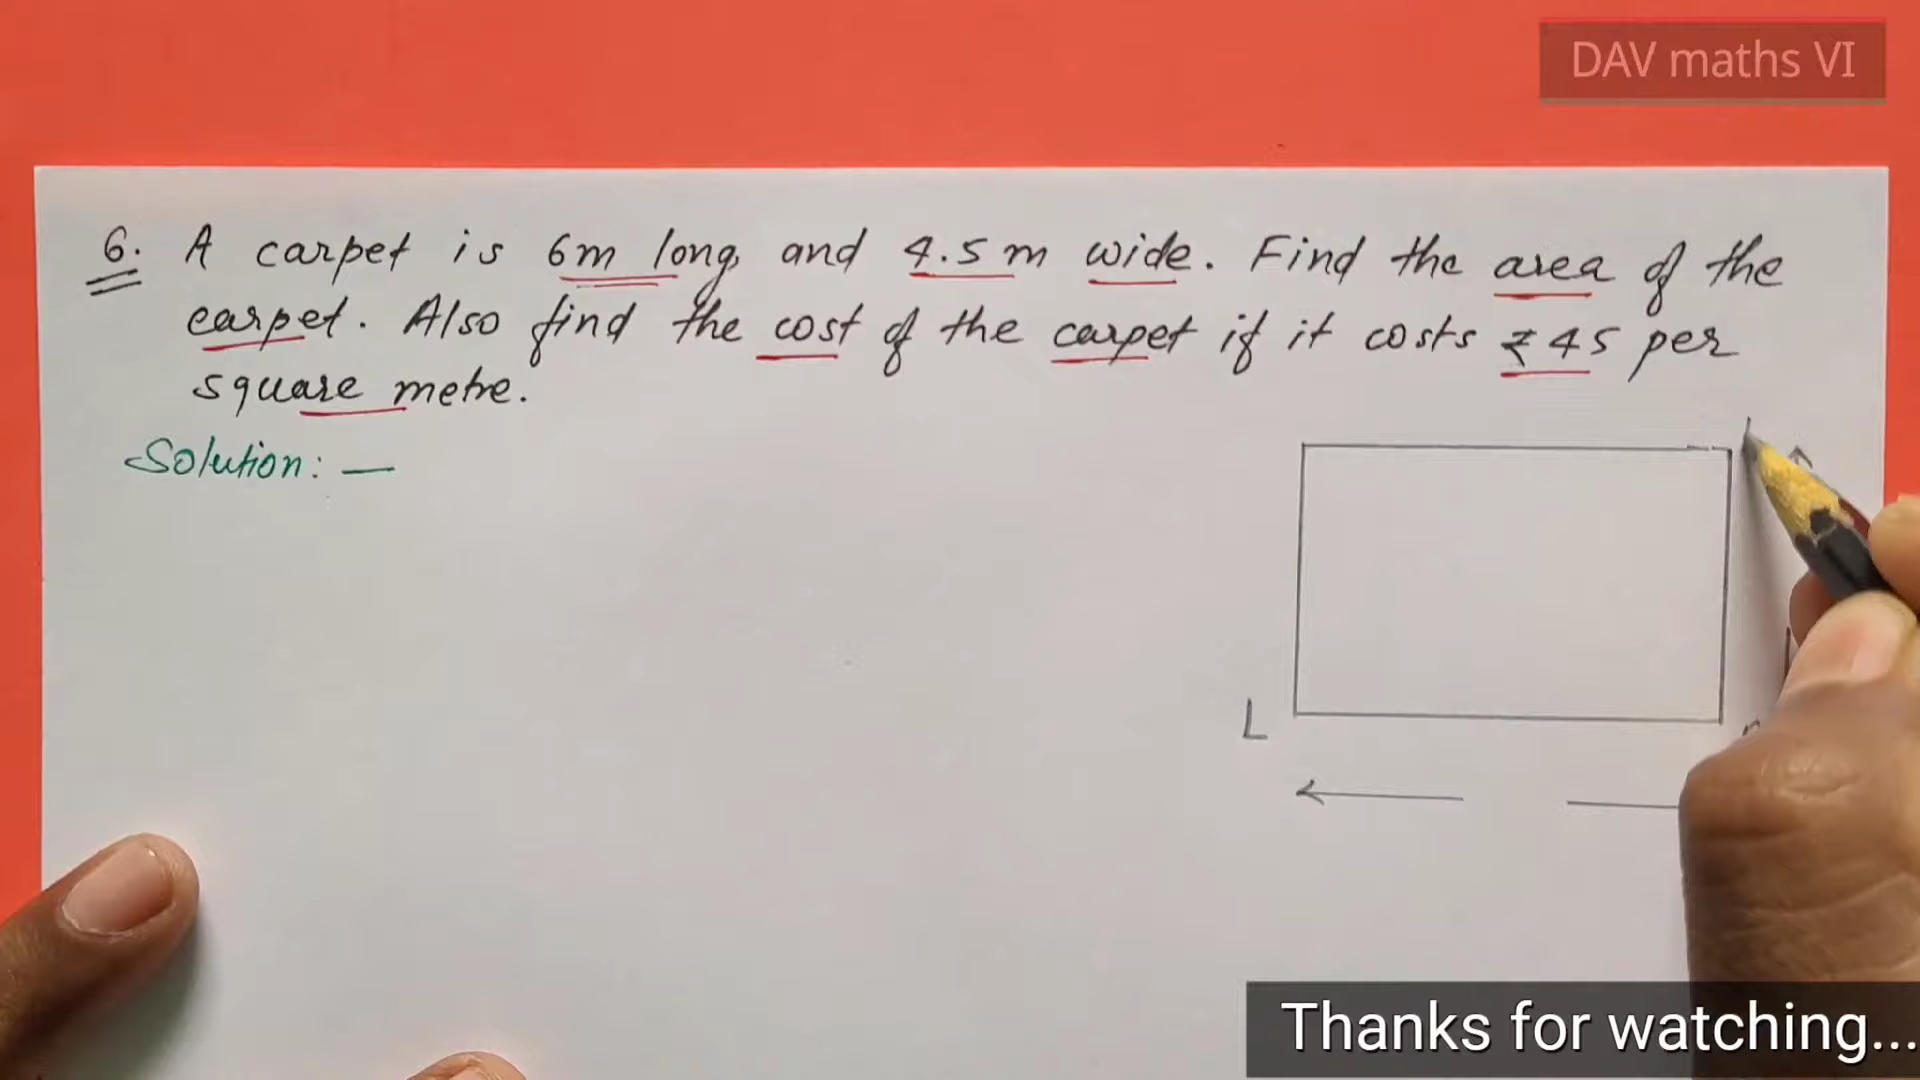 DAV maths VI
6. A carpet is 6m long and 4.5 m wide. Find the area of the
carpet. Also find the cost of the carpet if it costs ₹45 per
square metre.
Solution: —
L
Thanks for watching...